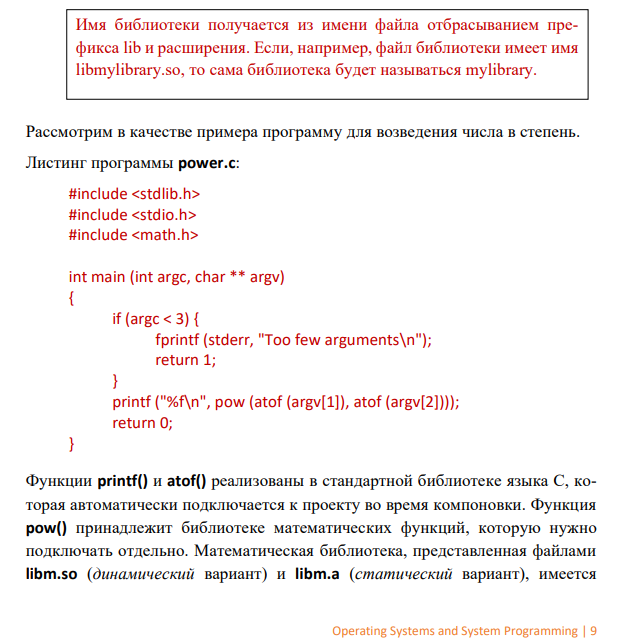 Имя библиотеки получается из имени файла отбрасыванием пре-
фикса lib и расширения. Если, например, файл библиотеки имеет имя
libmylibrary.so, то сама библиотека будет называться mylibrary.
Рассмотрим в качестве примера программу для возведения числа в степень.
Листинг программы power.c:
#include <stdlib.h>
#include <stdio.h>
#include <math.h>
int main (int argc, char ** argv)
{
if (argc < 3) {
fprintf (stderr, "Too few arguments\n");
return 1;
}
printf ("%f\n", pow (atof (argv[1]), atof (argv[2])));
return 0;
}
Функции printf() и atof() реализованы в стандартной библиотеке языка C, ко-
торая автоматически подключается к проекту во время компоновки. Функция
pow() принадлежит библиотеке математических функций, которую нужно
подключать отдельно. Математическая библиотека, представленная файлами
libm.so (динамический вариант) и libm.a (статический вариант), имеется
Operating Systems and System Programming | 9